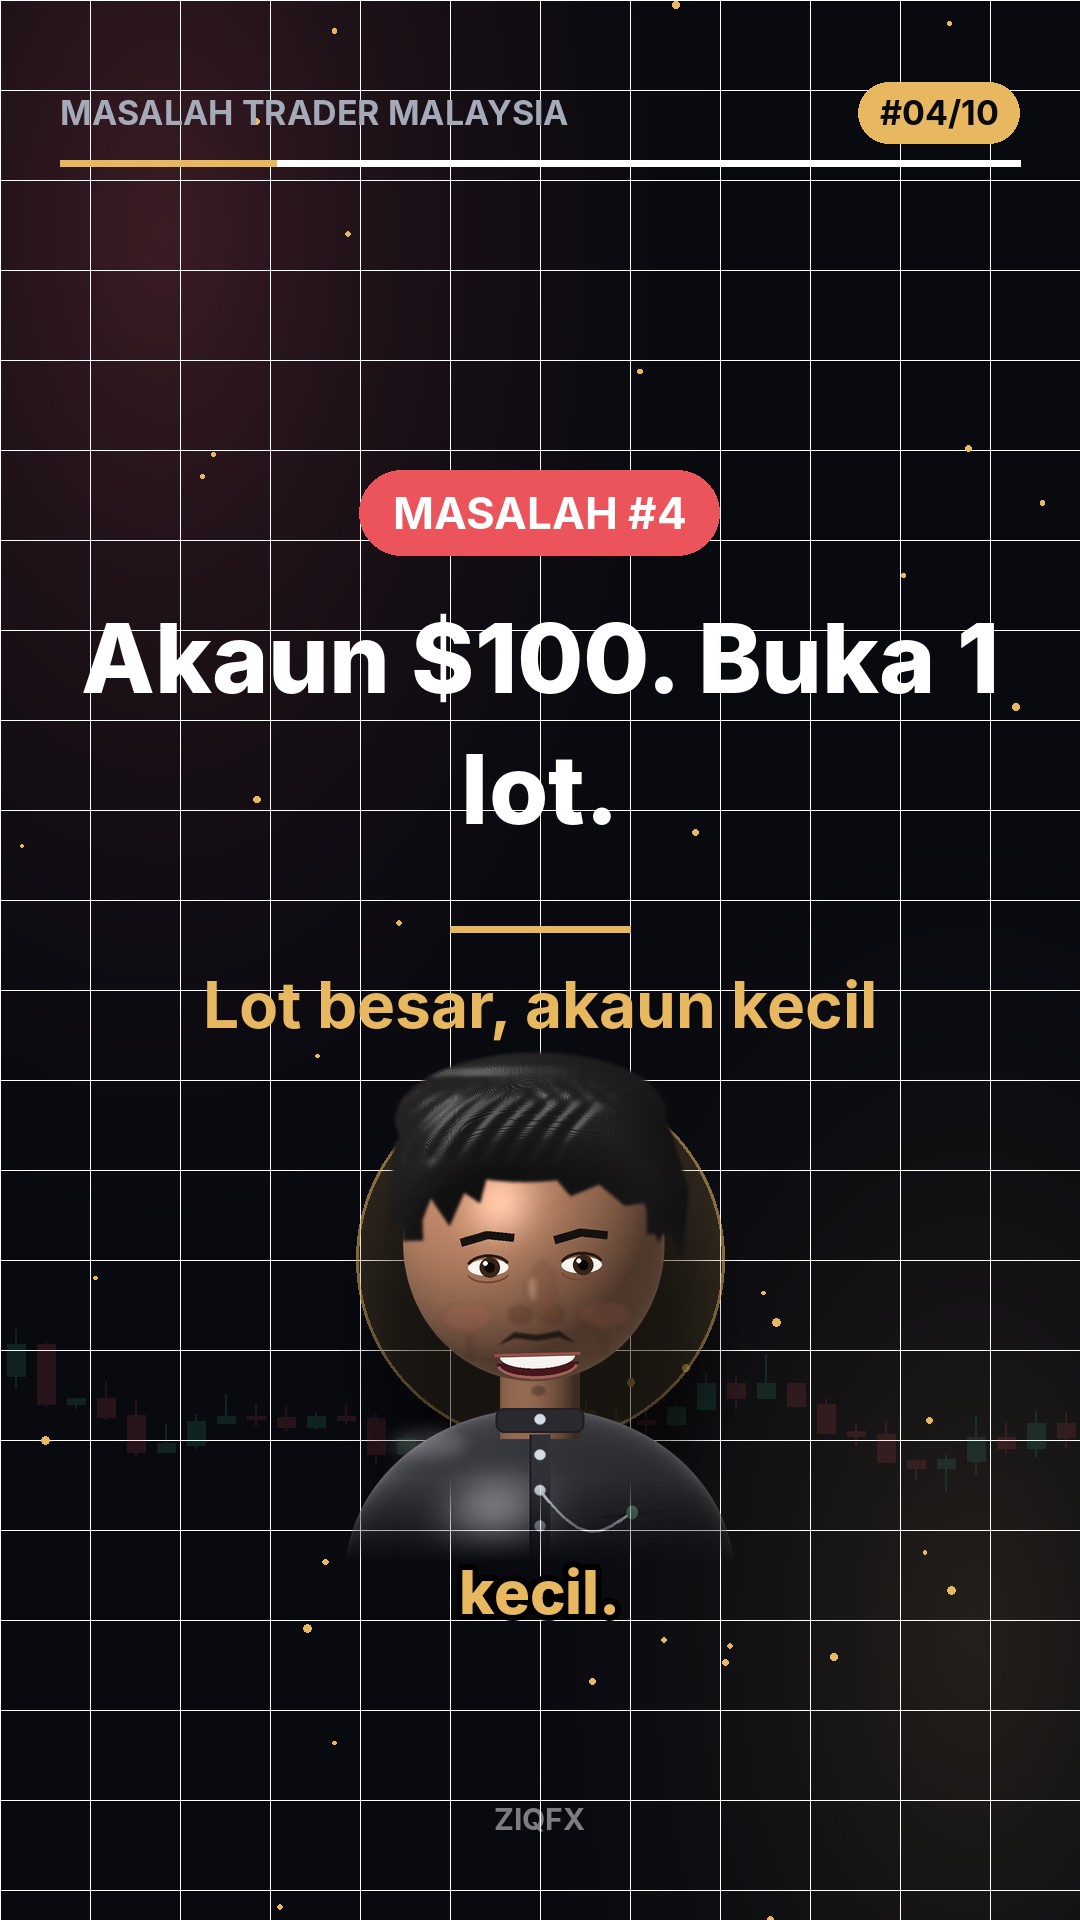 MASALAH TRADER MALAYSIA
#04/10
MASALAH #4
Akaun $100. Buka 1
lot.
Lot besar, akaun kecil
kecil.
ZIQFX